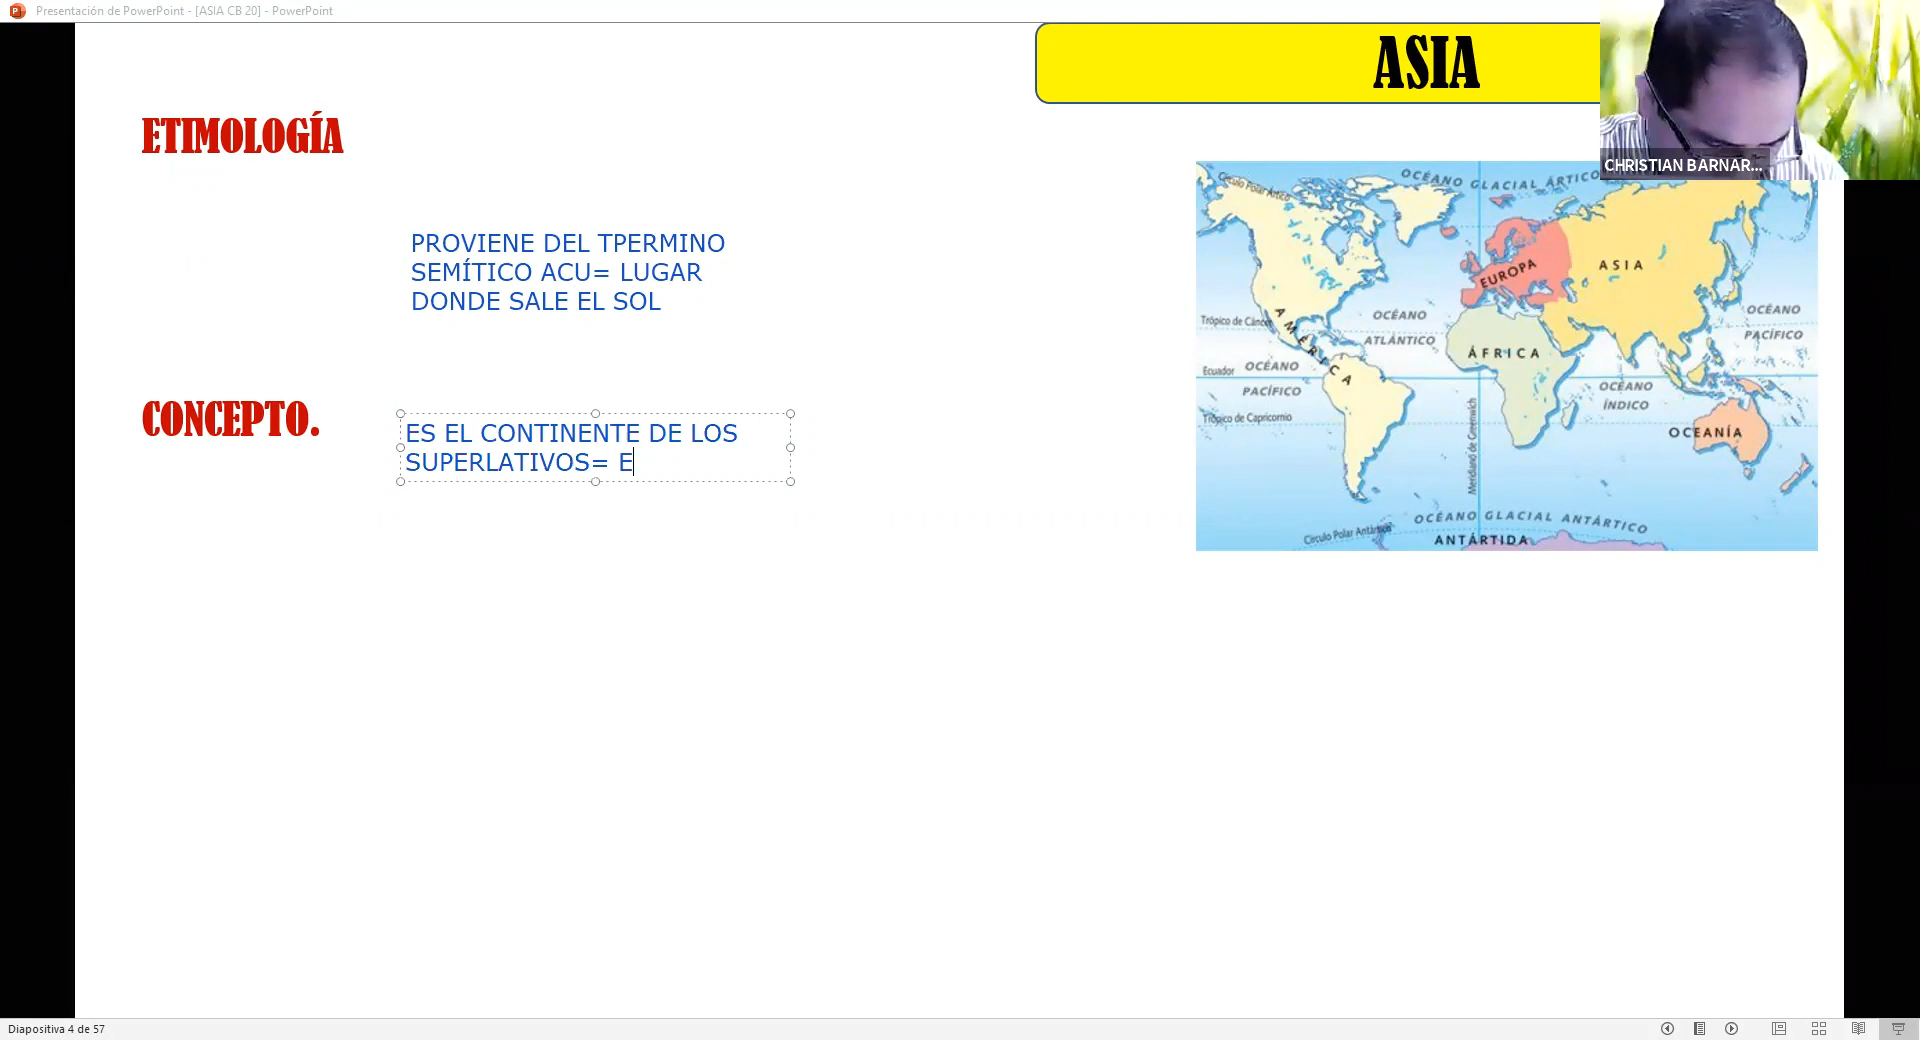 Presentación de PowerPoint - [ASIA CB 20] - PowerPoint
ASIA
CHRISTIAN BARNAR...
ETIMOLOGÍA
PROVIENE DEL TPERMINO
SEMÍTICO ACU= LUGAR
DONDE SALE EL SOL
CONCEPTO.
ES EL CONTINENTE DE LOS
SUPERLATIVOS= E
OCÉANO GLACIAL ÁRTICO
Círculo Polar Ártico
EUROPA
ASIA
OCÉANO
PACÍFICO
OCÉANO
ATLÁNTICO
Trópico de Cáncer
AMÉRICA
ÁFRICA
Ecuador
OCÉANO
PACÍFICO
OCÉANO
ÍNDICO
Trópico de Capricornio
Meridiano de Greenwich
OCEANÍA
OCÉANO GLACIAL ANTÁRTICO
Círculo Polar Antártico
ANTÁRTIDA
Diapositiva 4 de 57